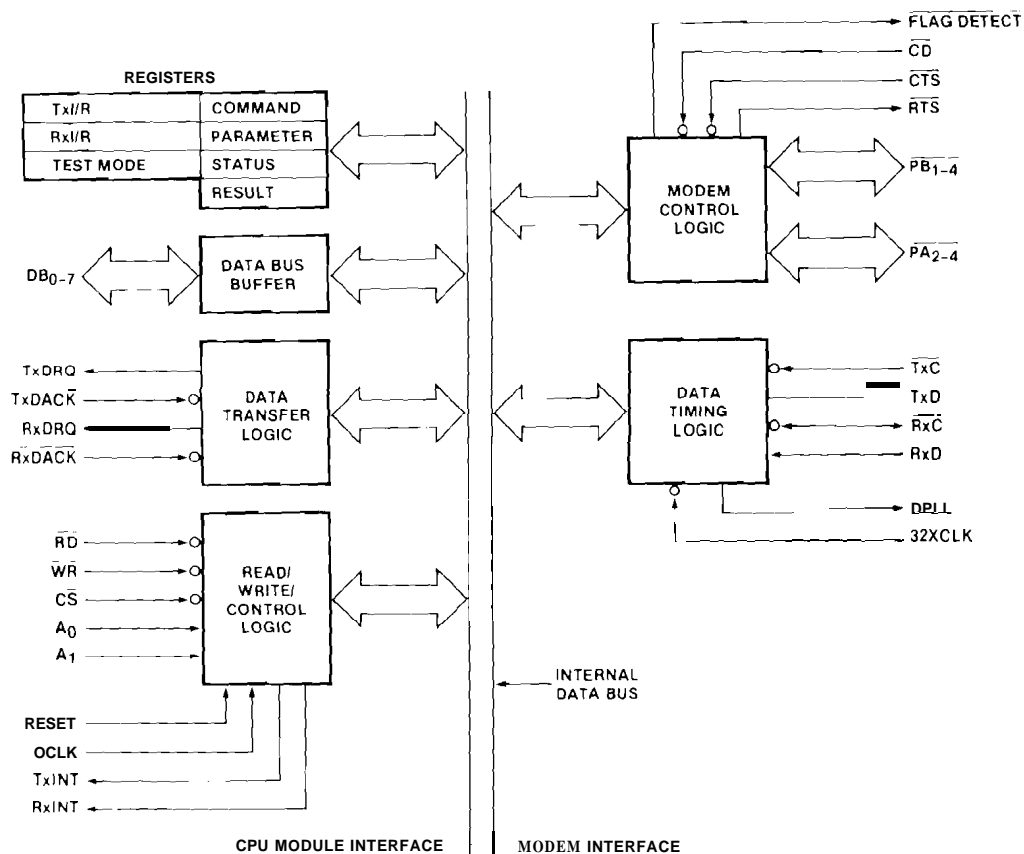 REGISTERS
TxI/R COMMAND
RxI/R PARAMETER
TEST MODE STATUS
RESULT
DB0-7
DATA BUS
BUFFER
TxDRQ
TxDACK
RxDRQ
RxDACK
DATA
TRANSFER
LOGIC
RD
WR
CS
A0
A1
READ/
WRITE/
CONTROL
LOGIC
RESET
OCLK
TxINT
RxINT
CPU MODULE INTERFACE
FLAG DETECT
CD
CTS
RTS
MODEM
CONTROL
LOGIC
PB1-4
PA2-4
DATA
TIMING
LOGIC
TxC
TxD
RxC
RxD
DPLL
32XCLK
INTERNAL
DATA BUS
MODEM INTERFACE